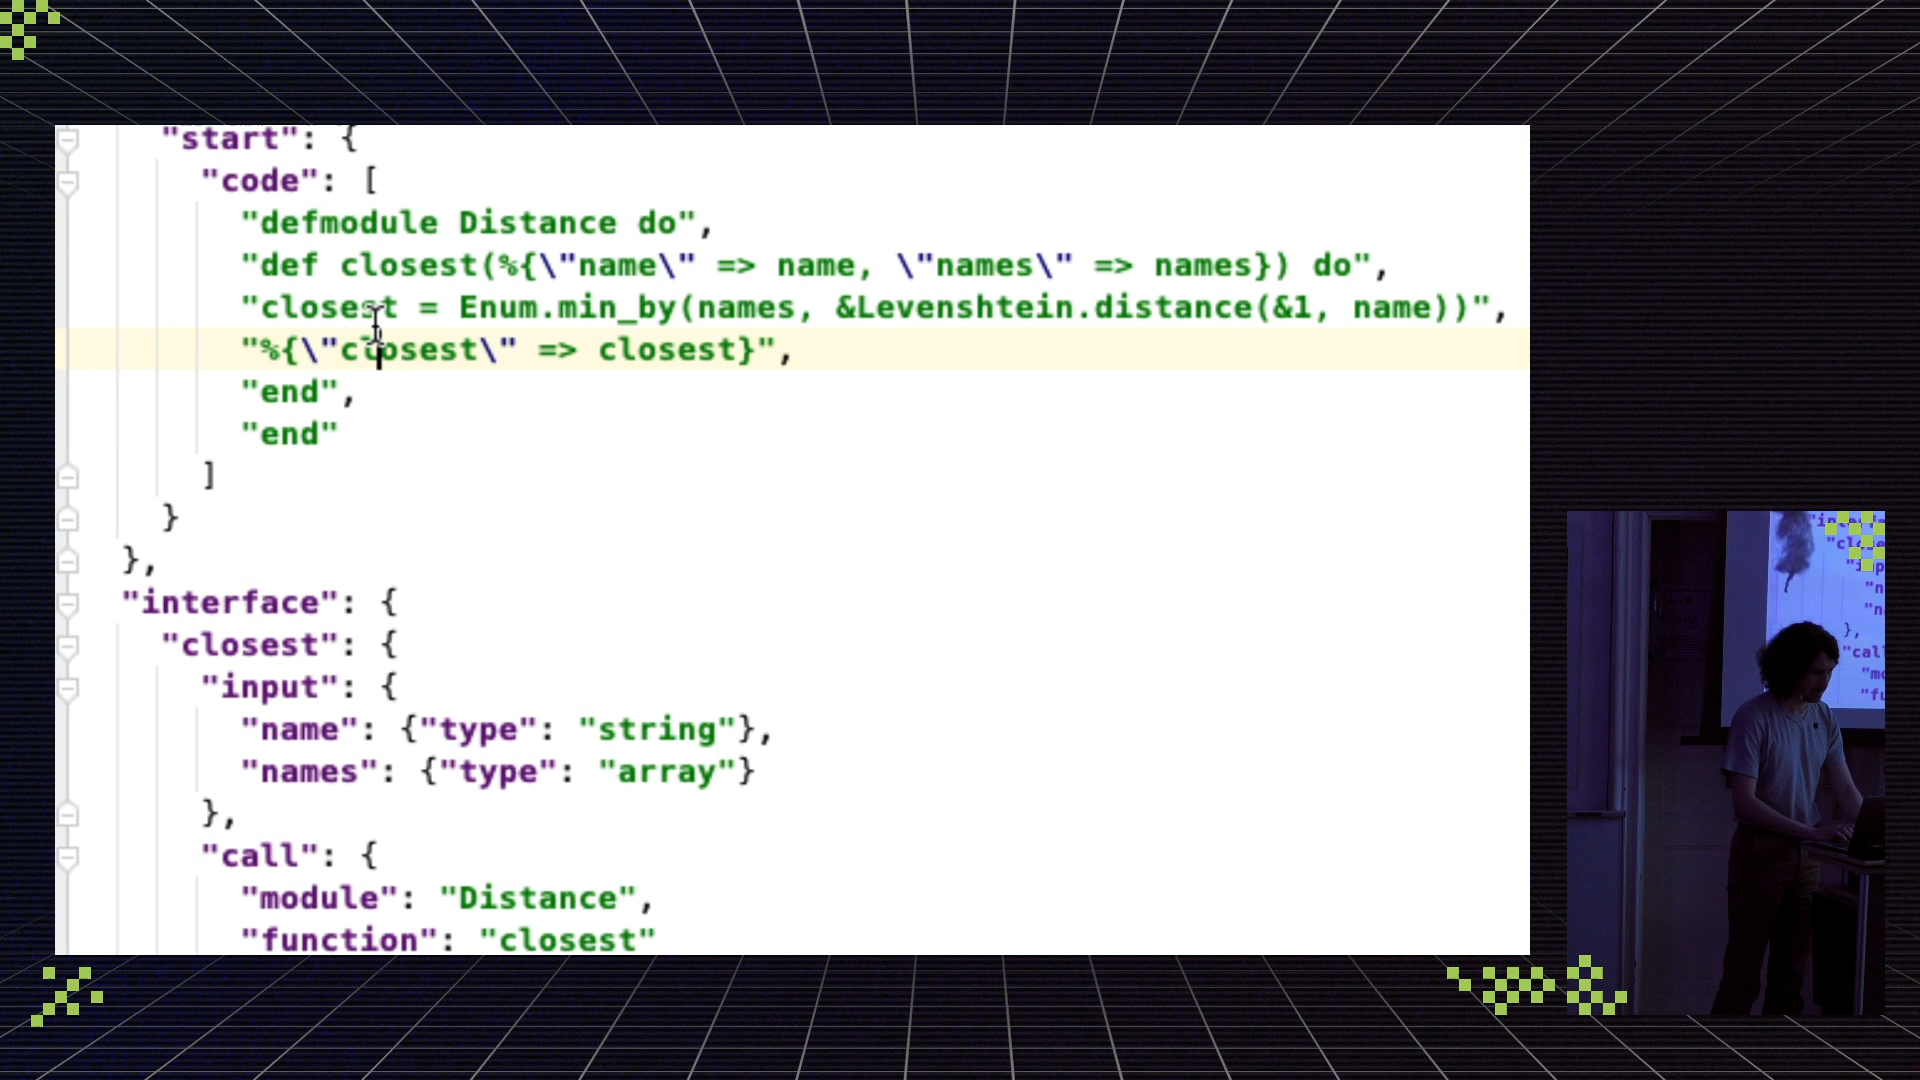 "start": {
"code": [
"defmodule Distance do",
"def closest(%{\"name\" => name, \"names\" => names}) do",
"closest = Enum.min_by(names, &Levenshtein.distance(&1, name))",
"%{\"closest\" => closest}",
"end",
"end"
]
}
},
"interface": {
"closest": {
"input": {
"name": {"type": "string"},
"names": {"type": "array"}
},
"call": {
"module": "Distance",
"function": "closest"
},